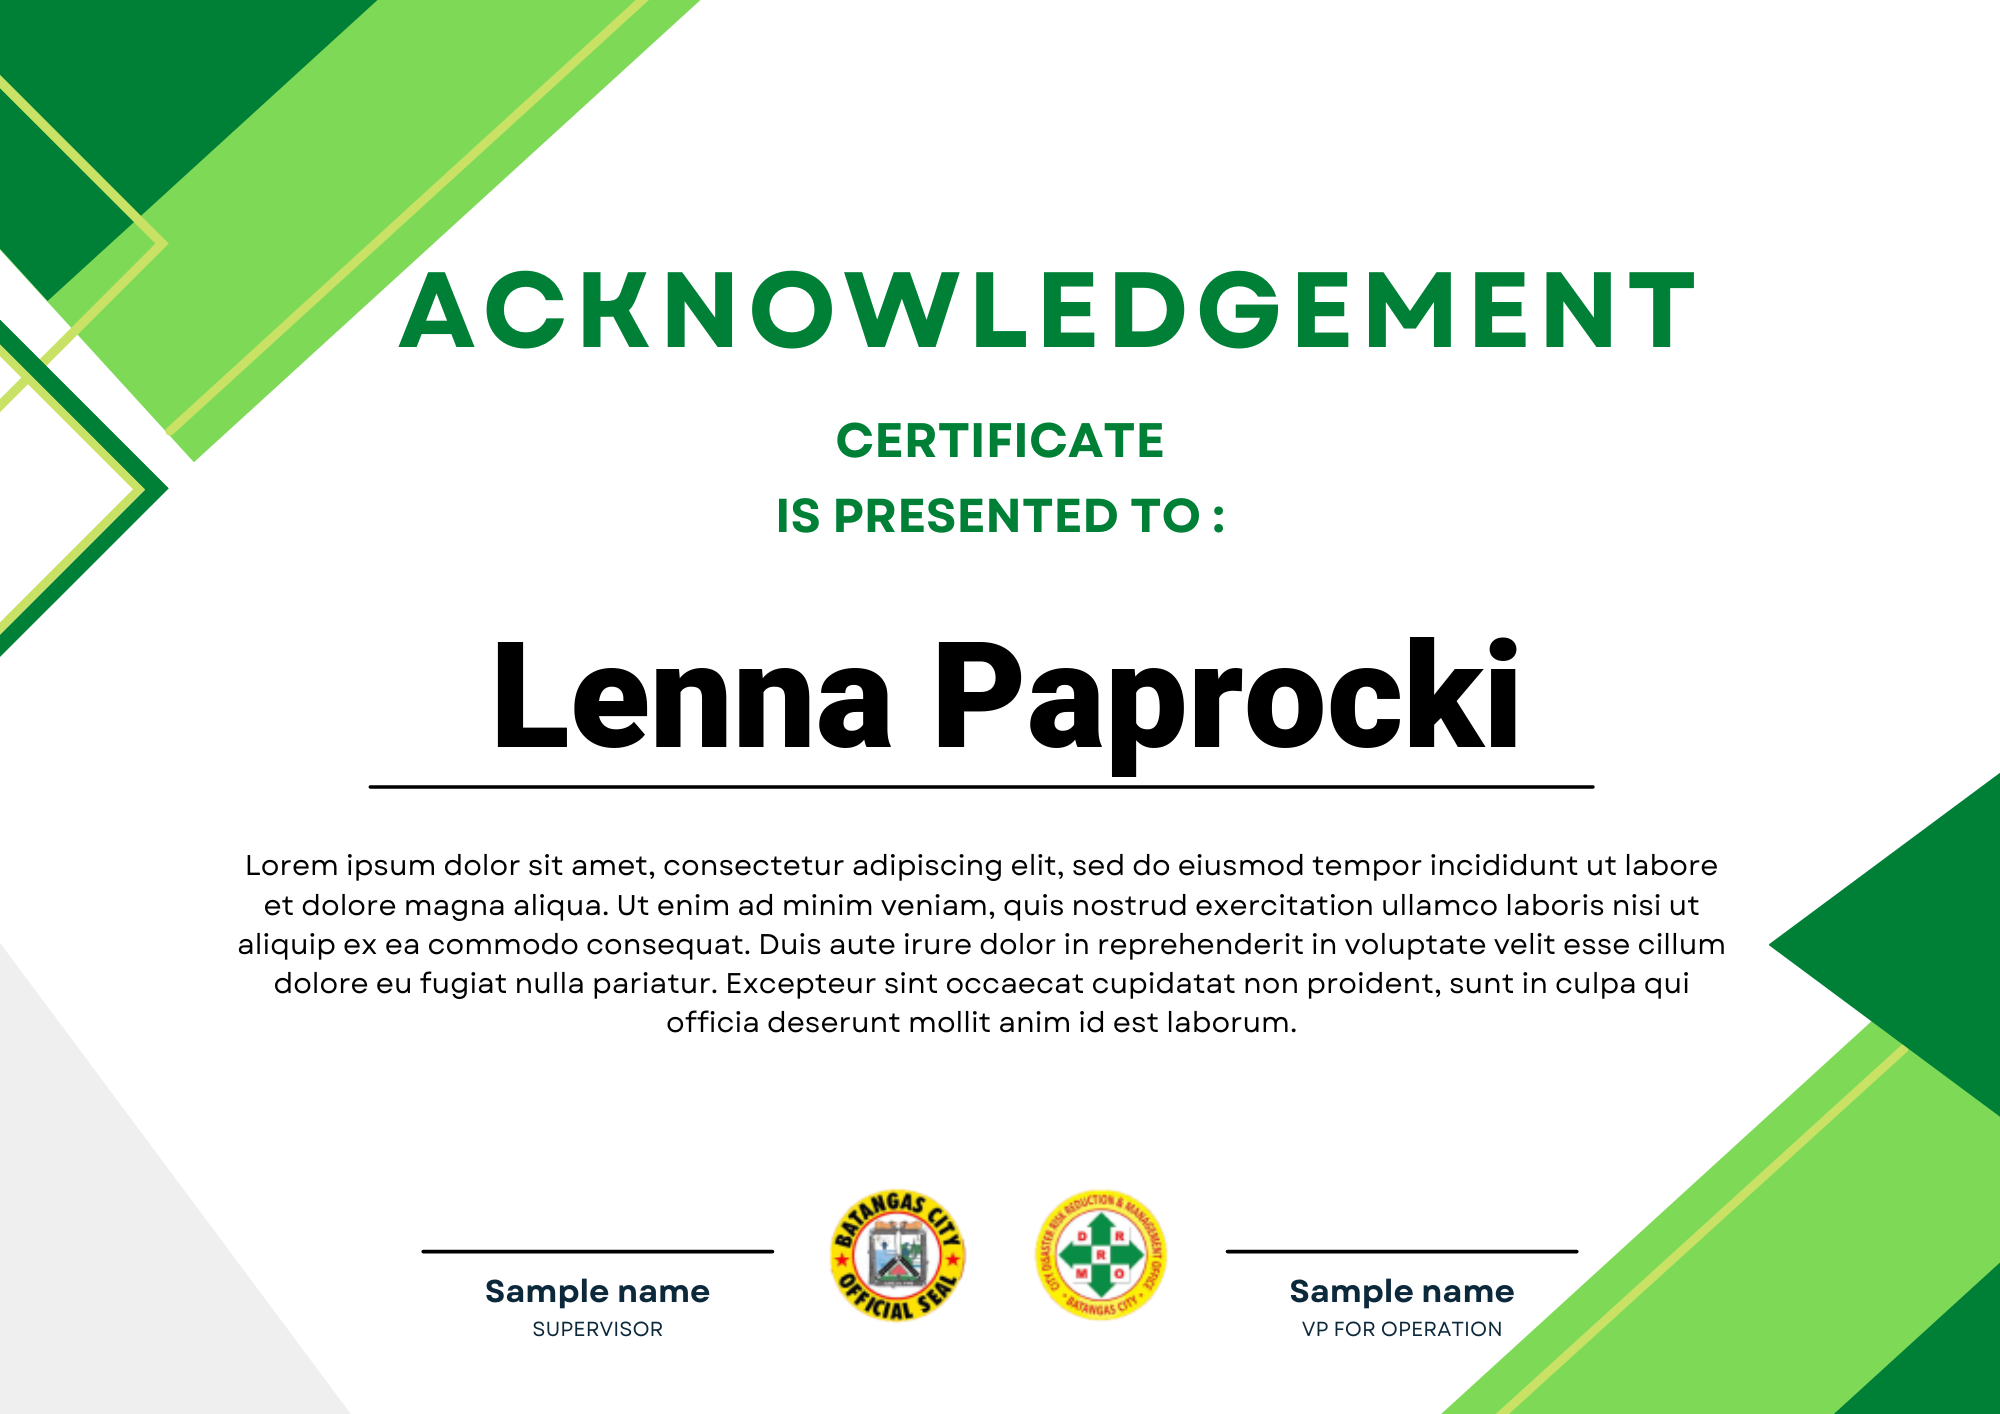 ACKNOWLEDGEMENT
CERTIFICATE
IS PRESENTED TO :
Lenna Paprocki
Lorem ipsum dolor sit amet, consectetur adipiscing elit, sed do eiusmod tempor incididunt ut labore
et dolore magna aliqua. Ut enim ad minim veniam, quis nostrud exercitation ullamco laboris nisi ut
aliquip ex ea commodo consequat. Duis aute irure dolor in reprehenderit in voluptate velit esse cillum
dolore eu fugiat nulla pariatur. Excepteur sint occaecat cupidatat non proident, sunt in culpa qui
officia deserunt mollit anim id est laborum.
BATANGAS CITY
OFFICIAL SEAL
CITY DISASTER RISK REDUCTION & MANAGEMENT OFFICE
D R
R
M O
BATANGAS CITY
Sample name
SUPERVISOR
Sample name
VP FOR OPERATION